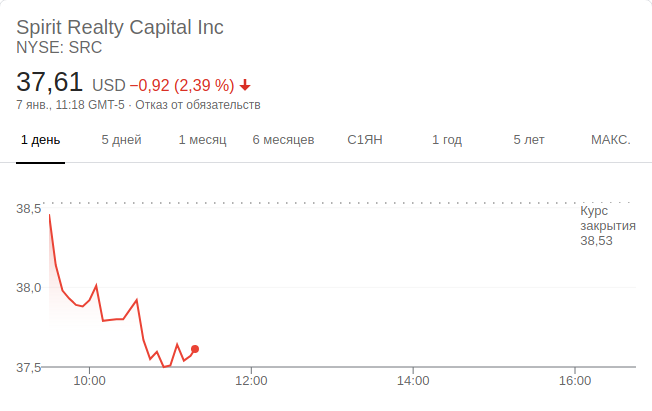 Spirit Realty Capital Inc
NYSE: SRC
37,61 USD −0,92 (2,39 %)
7 янв., 11:18 GMT-5 · Отказ от обязательств
1 день 5 дней 1 месяц 6 месяцев С1ЯН 1 год 5 лет МАКС.
38,5
Курс
закрытия
38,53
38,0
37,5
10:00 12:00 14:00 16:00